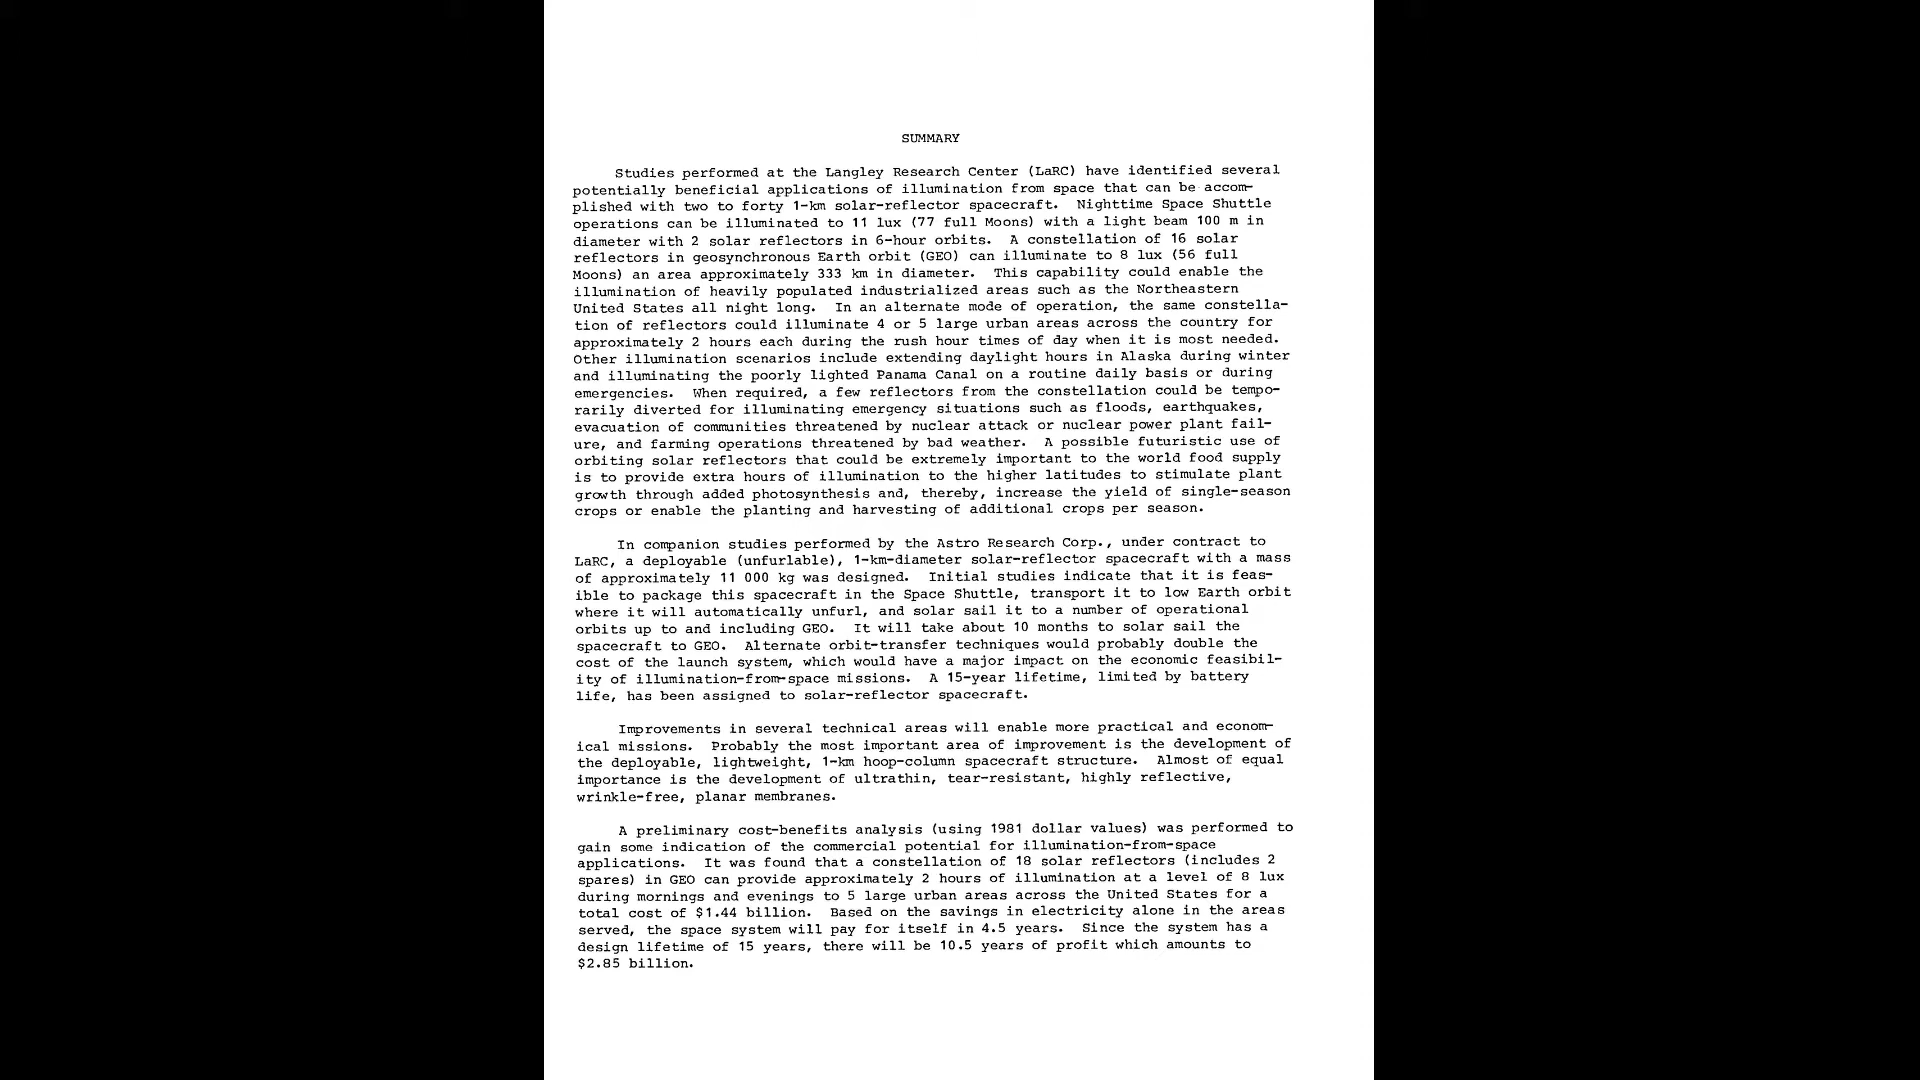 SUMMARY
Studies performed at the Langley Research Center (LaRC) have identified several
potentially beneficial applications of illumination from space that can be accom-
plished with two to forty 1-km solar-reflector spacecraft. Nighttime Space Shuttle
operations can be illuminated to 11 lux (77 full Moons) with a light beam 100 m in
diameter with 2 solar reflectors in 6-hour orbits. A constellation of 16 solar
reflectors in geosynchronous Earth orbit (GEO) can illuminate to 8 lux (56 full
Moons) an area approximately 333 km in diameter. This capability could enable the
illumination of heavily populated industrialized areas such as the Northeastern
United States all night long. In an alternate mode of operation, the same constella-
tion of reflectors could illuminate 4 or 5 large urban areas across the country for
approximately 2 hours each during the rush hour times of day when it is most needed.
Other illumination scenarios include extending daylight hours in Alaska during winter
and illuminating the poorly lighted Panama Canal on a routine daily basis or during
emergencies. When required, a few reflectors from the constellation could be tempo-
rarily diverted for illuminating emergency situations such as floods, earthquakes,
evacuation of communities threatened by nuclear attack or nuclear power plant fail-
ure, and farming operations threatened by bad weather. A possible futuristic use of
orbiting solar reflectors that could be extremely important to the world food supply
is to provide extra hours of illumination to the higher latitudes to stimulate plant
growth through added photosynthesis and, thereby, increase the yield of single-season
crops or enable the planting and harvesting of additional crops per season.
In companion studies performed by the Astro Research Corp., under contract to
LaRC, a deployable (unfurlable), 1-km-diameter solar-reflector spacecraft with a mass
of approximately 11 000 kg was designed. Initial studies indicate that it is feas-
ible to package this spacecraft in the Space Shuttle, transport it to low Earth orbit
where it will automatically unfurl, and solar sail it to a number of operational
orbits up to and including GEO. It will take about 10 months to solar sail the
spacecraft to GEO. Alternate orbit-transfer techniques would probably double the
cost of the launch system, which would have a major impact on the economic feasibil-
ity of illumination-from-space missions. A 15-year lifetime, limited by battery
life, has been assigned to solar-reflector spacecraft.
Improvements in several technical areas will enable more practical and econom-
ical missions. Probably the most important area of improvement is the development of
the deployable, lightweight, 1-km hoop-column spacecraft structure. Almost of equal
importance is the development of ultrathin, tear-resistant, highly reflective,
wrinkle-free, planar membranes.
A preliminary cost-benefits analysis (using 1981 dollar values) was performed to
gain some indication of the commercial potential for illumination-from-space
applications. It was found that a constellation of 18 solar reflectors (includes 2
spares) in GEO can provide approximately 2 hours of illumination at a level of 8 lux
during mornings and evenings to 5 large urban areas across the United States for a
total cost of $1.44 billion. Based on the savings in electricity alone in the areas
served, the space system will pay for itself in 4.5 years. Since the system has a
design lifetime of 15 years, there will be 10.5 years of profit which amounts to
$2.85 billion.